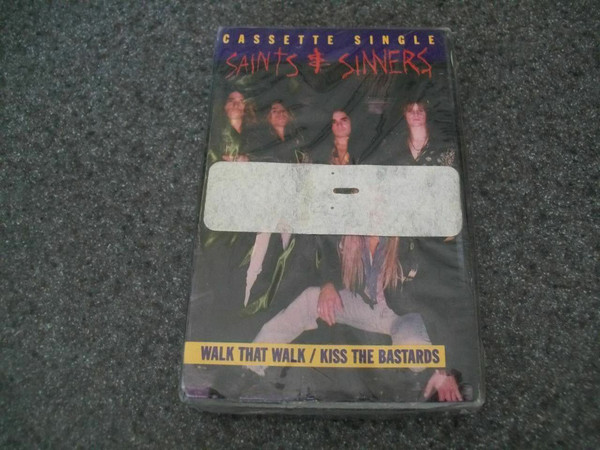 CASSETTE SINGLE
SAINTS & SINNERS
WALK THAT WALK / KISS THE BASTARDS